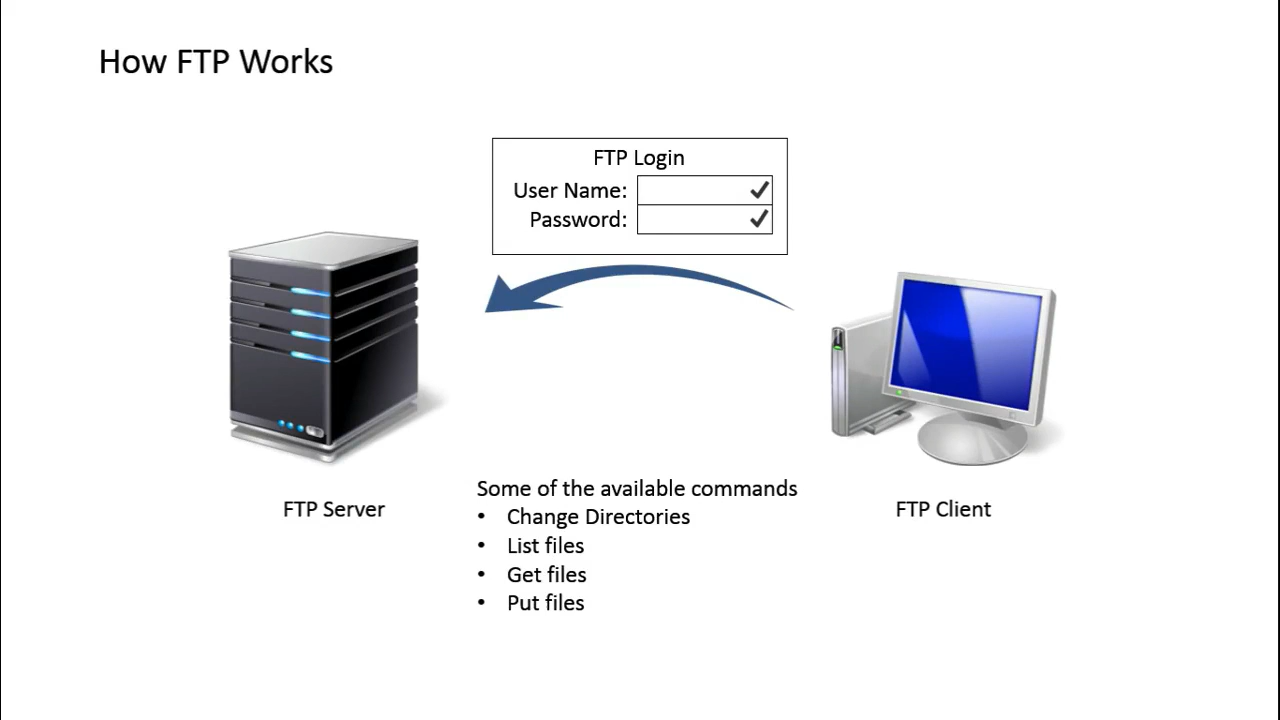 How FTP Works
FTP Login
User Name:
Password:
FTP Server
Some of the available commands
• Change Directories
• List files
• Get files
• Put files
FTP Client